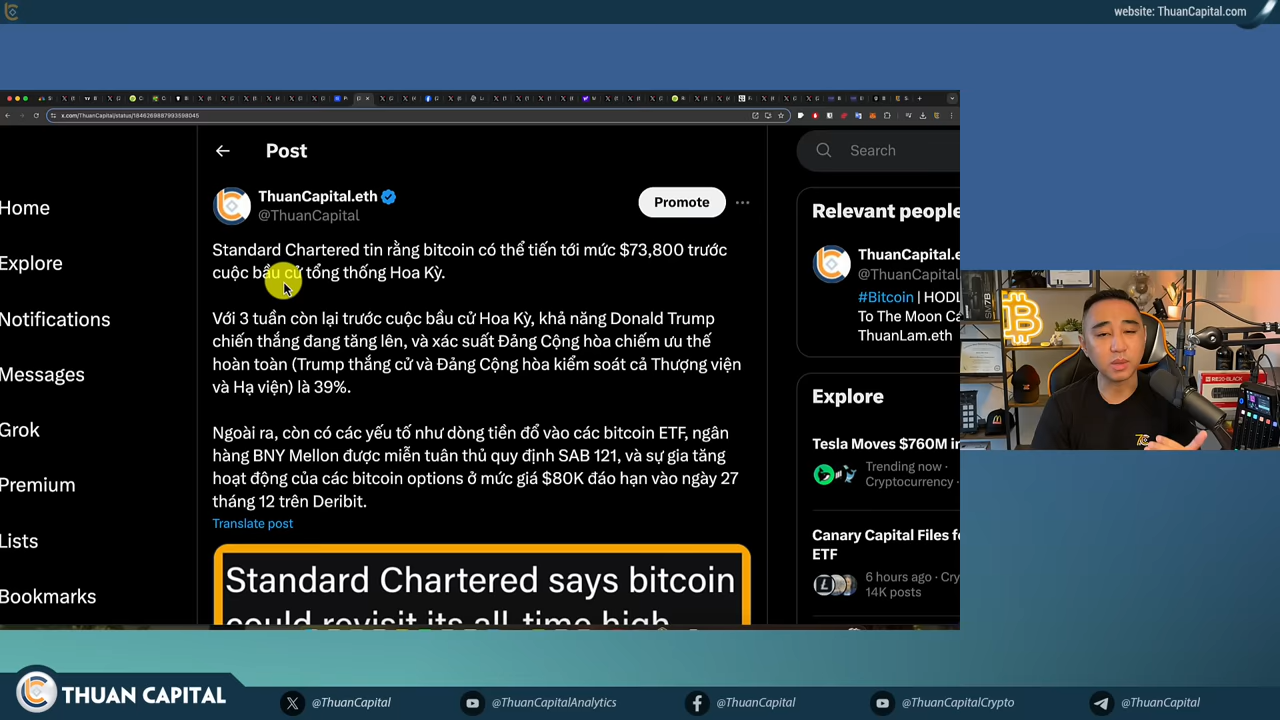 website: ThuanCapital.com
x.com/ThuanCapital/status/1846269887993598045
Post
Search
Home
Explore
Notifications
Messages
Grok
Premium
Lists
Bookmarks
ThuanCapital.eth
@ThuanCapital
Promote
Standard Chartered tin rằng bitcoin có thể tiến tới mức $73,800 trước
cuộc bầu cử tổng thống Hoa Kỳ.
Với 3 tuần còn lại trước cuộc bầu cử Hoa Kỳ, khả năng Donald Trump
chiến thắng đang tăng lên, và xác suất Đảng Cộng hòa chiếm ưu thế
hoàn toàn (Trump thắng cử và Đảng Cộng hòa kiểm soát cả Thượng viện
và Hạ viện) là 39%.
Ngoài ra, còn có các yếu tố như dòng tiền đổ vào các bitcoin ETF, ngân
hàng BNY Mellon được miễn tuân thủ quy định SAB 121, và sự gia tăng
hoạt động của các bitcoin options ở mức giá $80K đáo hạn vào ngày 27
tháng 12 trên Deribit.
Translate post
Standard Chartered says bitcoin
could revisit its all-time high
Relevant people
ThuanCapital.
@ThuanCapital
#Bitcoin | HODL
To The Moon Ca
ThuanLam.eth
Explore
Tesla Moves $760M in
Trending now ·
Cryptocurrency ·
Canary Capital Files fo
ETF
6 hours ago · Cry
14K posts
SM7B
RE20-BLACK
THUAN CAPITAL
@ThuanCapital
@ThuanCapitalAnalytics
@ThuanCapital
@ThuanCapitalCrypto
@ThuanCapital